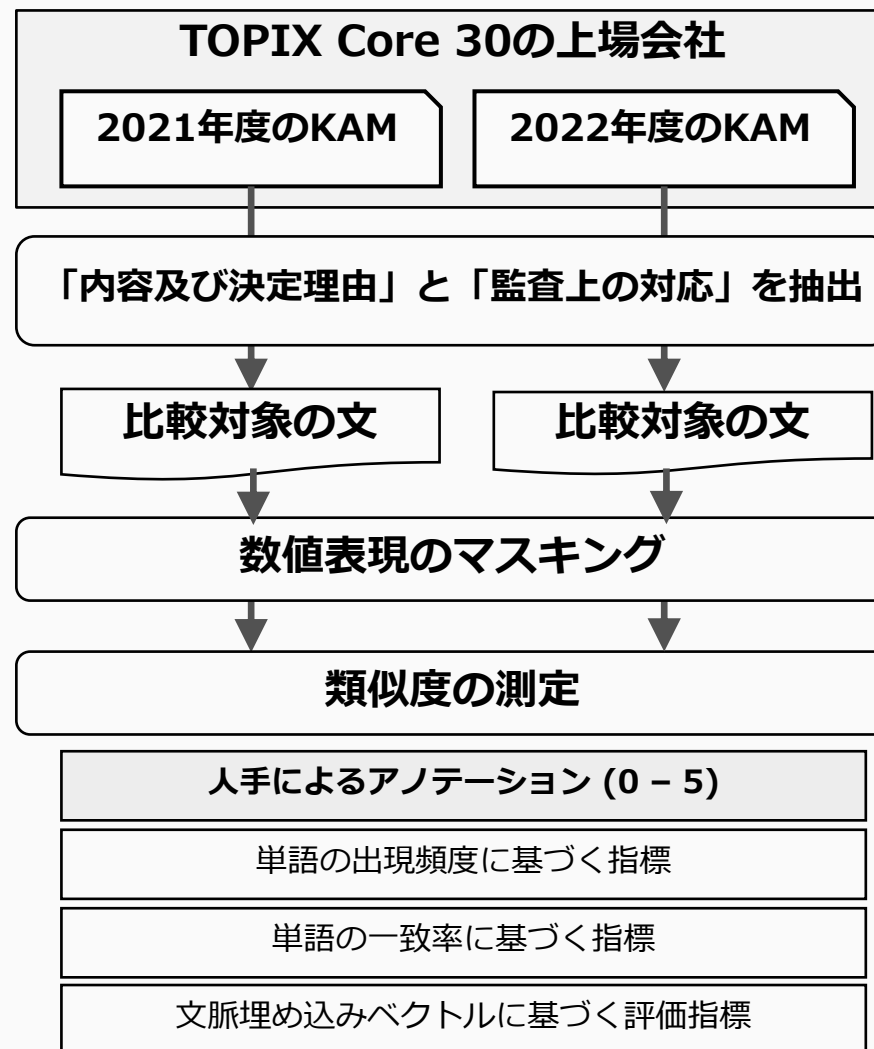 TOPIX Core 30の上場会社
2021年度のKAM
2022年度のKAM
「内容及び決定理由」と「監査上の対応」を抽出
比較対象の文
比較対象の文
数値表現のマスキング
類似度の測定
人手によるアノテーション (0 – 5)
単語の出現頻度に基づく指標
単語の一致率に基づく指標
文脈埋め込みベクトルに基づく評価指標